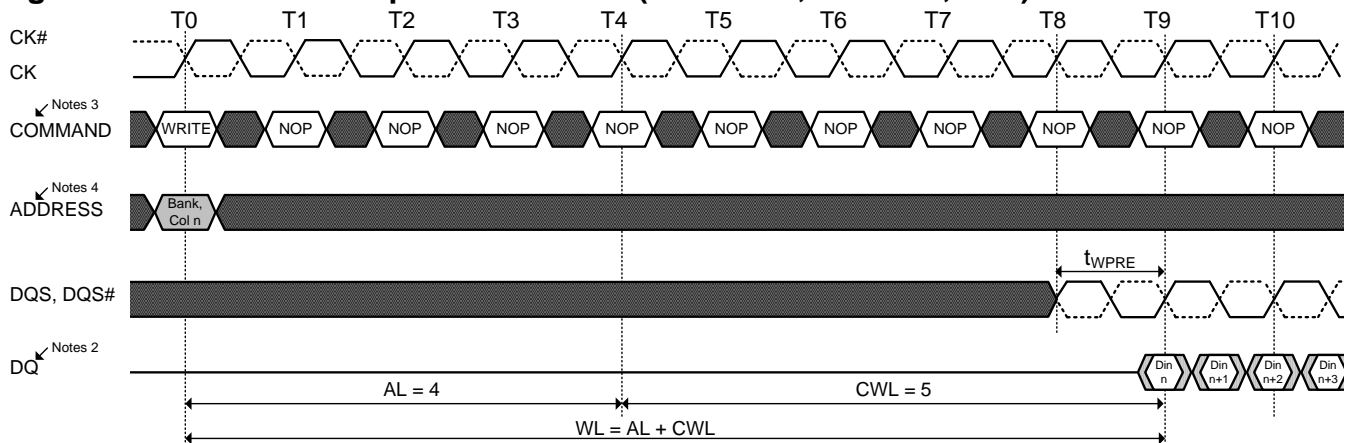 T0 T1 T2 T3 T4 T5 T6 T7 T8 T9 T10
CK#
CK
Notes 3
COMMAND WRITE NOP NOP NOP NOP NOP NOP NOP NOP NOP NOP
Notes 4
ADDRESS
Bank,
Col n
tWPRE
DQS, DQS#
Notes 2
DQ
Din n
Din n+1
Din n+2
Din n+3
AL = 4 CWL = 5
WL = AL + CWL